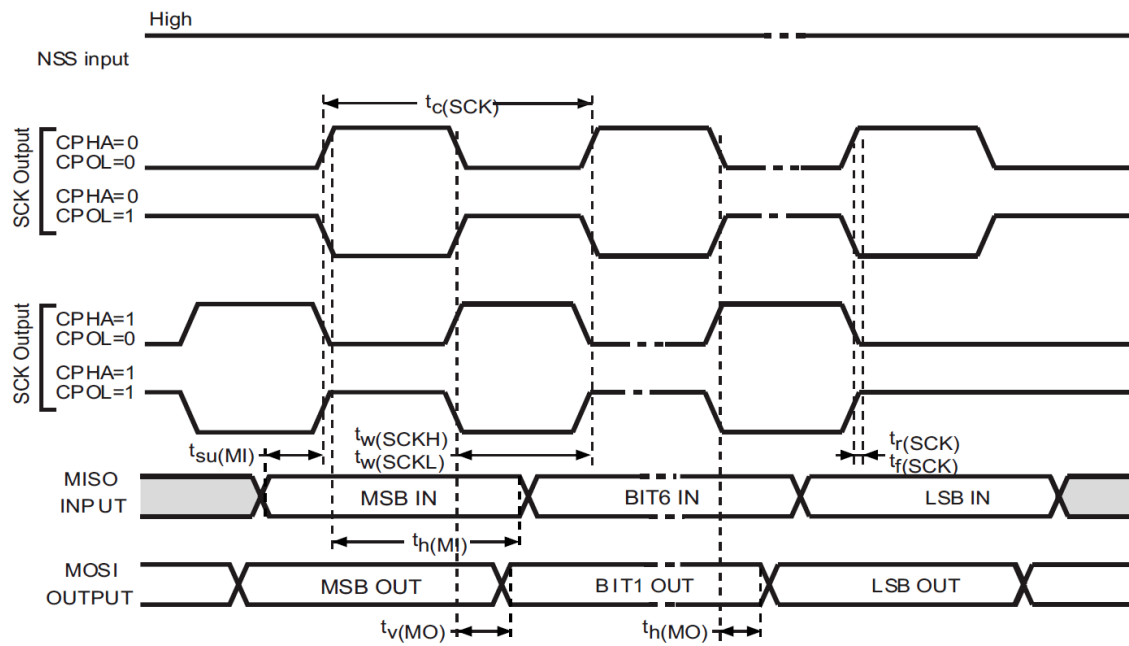 High
NSS input
tc(SCK)
SCK Output
CPHA=0
CPOL=0
CPHA=0
CPOL=1
SCK Output
CPHA=1
CPOL=0
CPHA=1
CPOL=1
tsu(MI)
tw(SCKH)
tw(SCKL)
tr(SCK)
tf(SCK)
MISO
INPUT
MSB IN
BIT6 IN
LSB IN
th(MI)
MOSI
OUTPUT
MSB OUT
BIT1 OUT
LSB OUT
tv(MO)
th(MO)